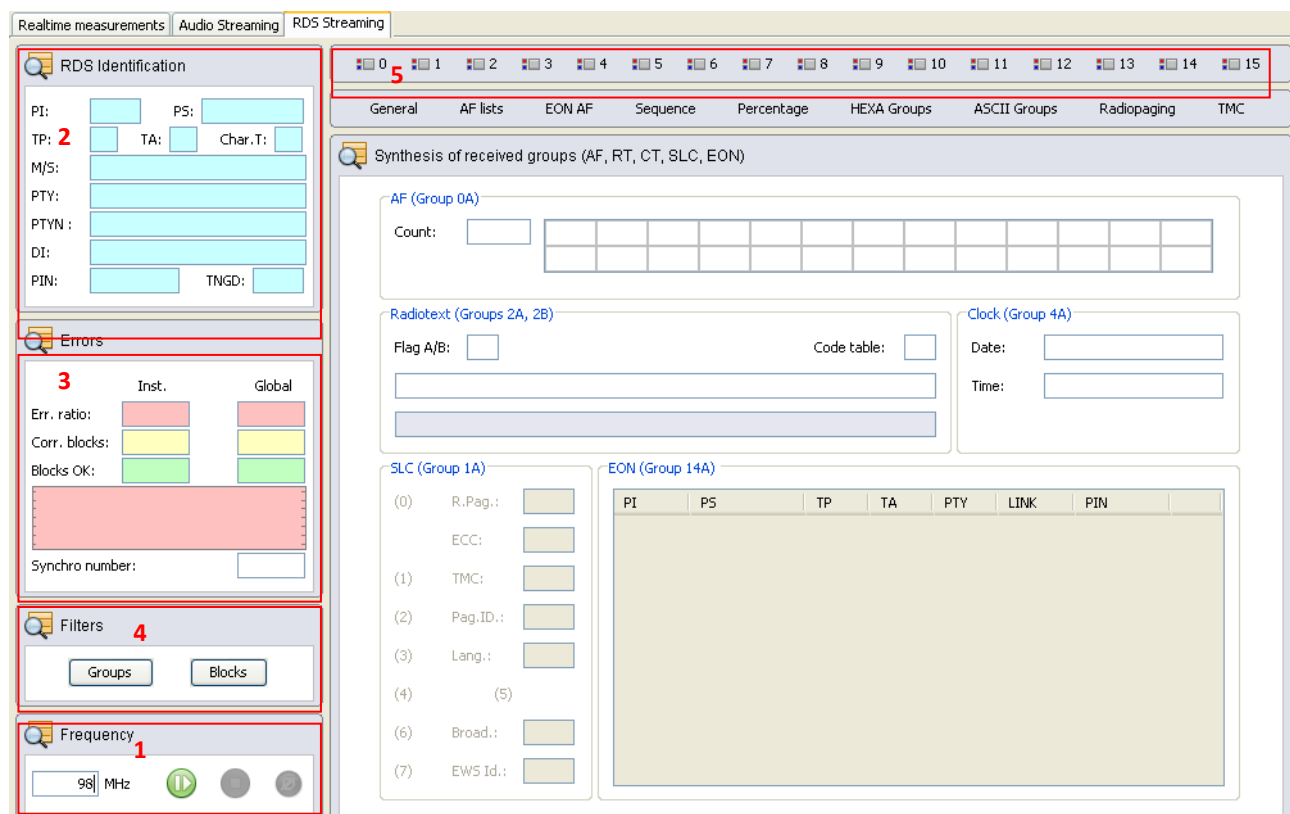 Realtime measurements Audio Streaming RDS Streaming
RDS Identification
PI: PS:
TP: 2 TA: Char.T:
M/S:
PTY:
PTYN :
DI:
PIN: TNGD:
Errors
3 Inst. Global
Err. ratio:
Corr. blocks:
Blocks OK:
Synchro number:
Filters
4
Groups Blocks
Frequency
1
98 MHz
0 1 2 3 4 5 6 7 8 9 10 11 12 13 14 15
5
General AF lists EON AF Sequence Percentage HEXA Groups ASCII Groups Radiopaging TMC
Synthesis of received groups (AF, RT, CT, SLC, EON)
AF (Group 0A)
Count:
Radiotext (Groups 2A, 2B)
Flag A/B: Code table:
Clock (Group 4A)
Date:
Time:
SLC (Group 1A)
(0) R.Pag.:
ECC:
(1) TMC:
(2) Pag.ID.:
(3) Lang.:
(4) (5)
(6) Broad.:
(7) EWS Id.:
EON (Group 14A)
PI PS TP TA PTY LINK PIN